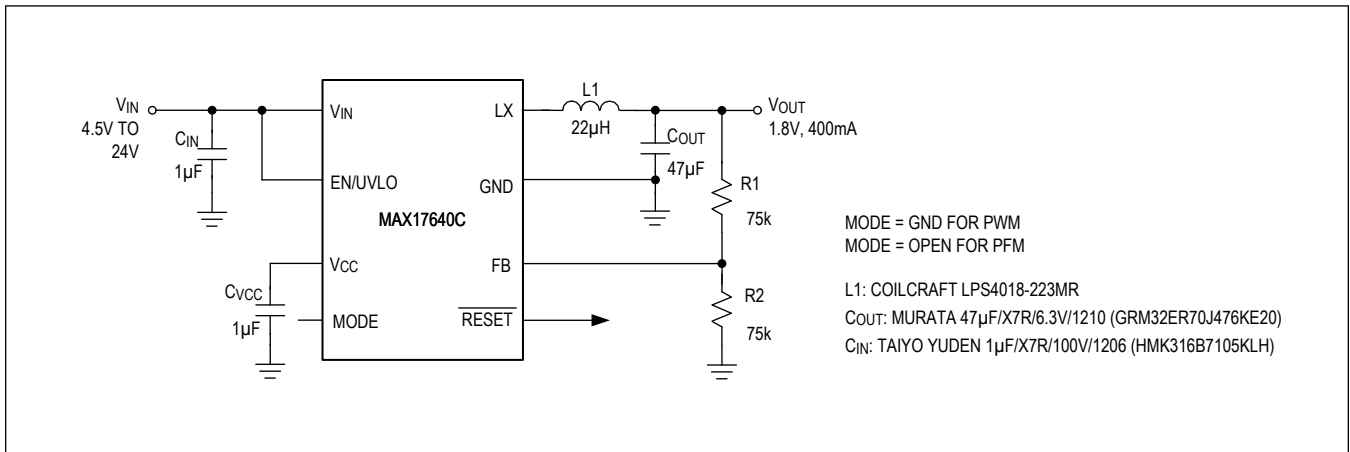 VIN
4.5V TO
24V
CIN
1µF
VIN
EN/UVLO
MAX17640C
VCC
CVCC
1µF
MODE
LX
GND
FB
RESET
L1
22µH
COUT
47µF
VOUT
1.8V, 400mA
R1
75k
R2
75k
MODE = GND FOR PWM
MODE = OPEN FOR PFM
L1: COILCRAFT LPS4018-223MR
COUT: MURATA 47µF/X7R/6.3V/1210 (GRM32ER70J476KE20)
CIN: TAIYO YUDEN 1µF/X7R/100V/1206 (HMK316B7105KLH)